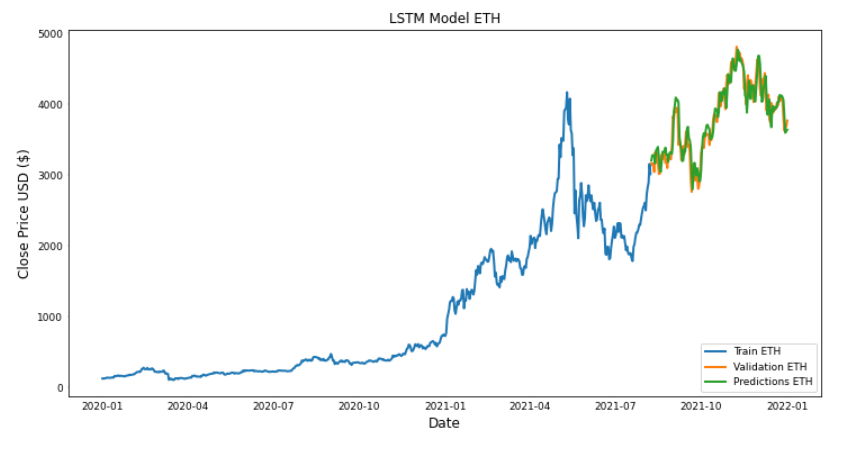 LSTM Model ETH
5000
4000
3000
2000
1000
0
Close Price USD ($)
2020-01 2020-04 2020-07 2020-10 2021-01 2021-04 2021-07 2021-10 2022-01
Date
Train ETH
Validation ETH
Predictions ETH